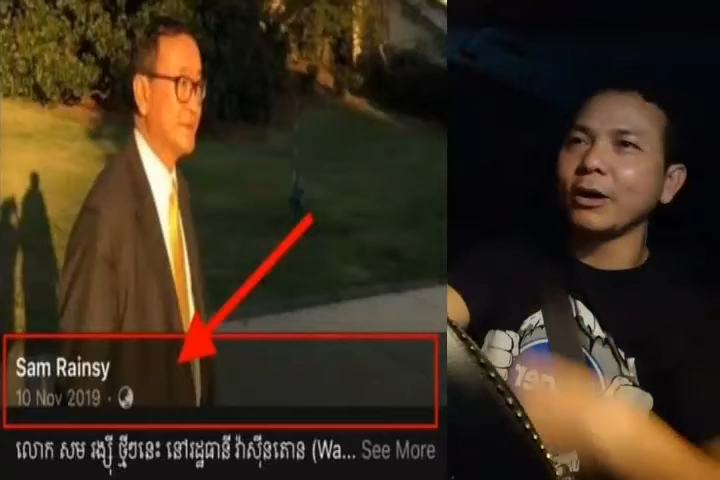 Sam Rainsy
10 Nov 2019 ·
លោក សម រង្ស៊ី ថ្មីៗនេះ នៅរដ្ឋធានី វ៉ាស៊ីនតោន (Wa... See More